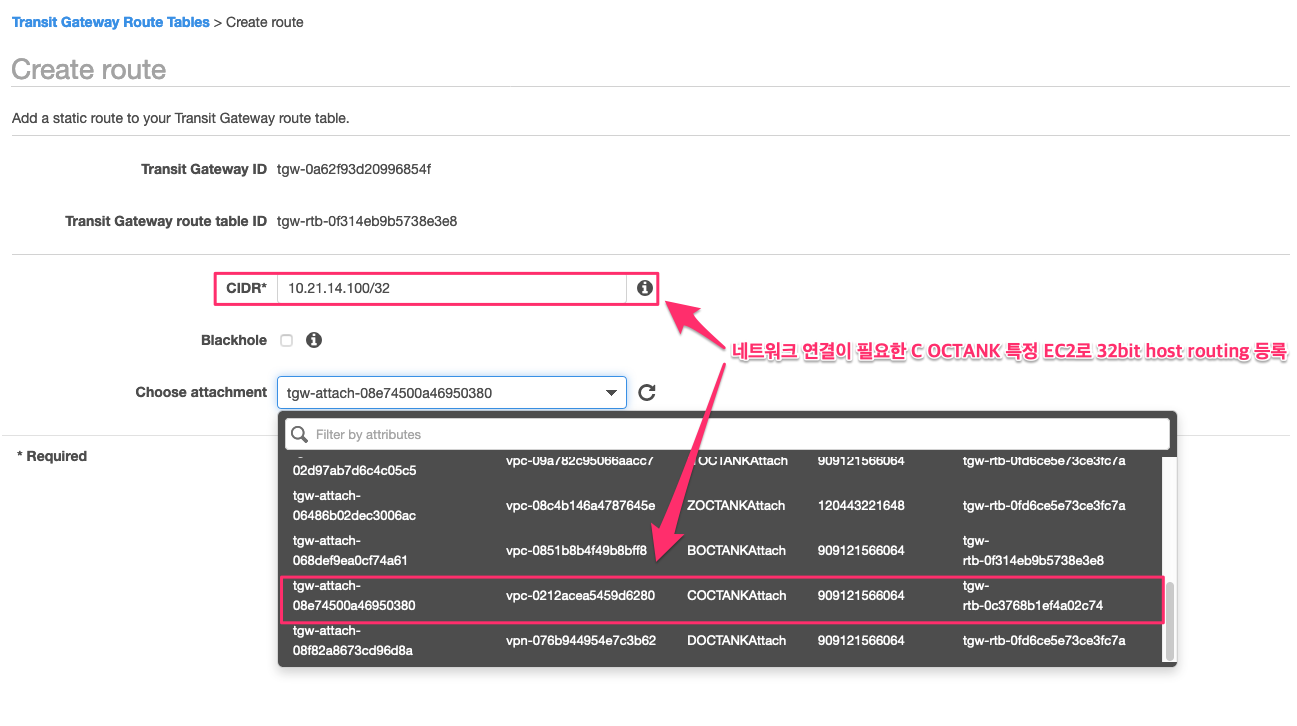 Transit Gateway Route Tables > Create route
Create route
Add a static route to your Transit Gateway route table.
Transit Gateway ID tgw-0a62f93d20996854f
Transit Gateway route table ID tgw-rtb-0f314eb9b5738e3e8
CIDR* 10.21.14.100/32
Blackhole
네트워크 연결이 필요한 C OCTANK 특정 EC2로 32bit host routing 등록
Choose attachment tgw-attach-08e74500a46950380
Filter by attributes
* Required
02d97ab7d6c4c05c5 vpc-09a782c95066aacc7 909121566064 tgw-rtb-0fd6ce5e73ce3fc7a
tgw-attach-
06486b02dec3006ac vpc-08c4b146a4787645e ZOCTANKAttach 120443221648 tgw-rtb-0fd6ce5e73ce3fc7a
tgw-attach-
068def9ea0cf74a61 vpc-0851b8b4f49b8bff8 BOCTANKAttach 909121566064 tgw-
rtb-0f314eb9b5738e3e8
tgw-attach-
08e74500a46950380 vpc-0212acea5459d6280 COCTANKAttach 909121566064 tgw-
rtb-0c3768b1ef4a02c74
tgw-attach-
08f82a8673cd96d8a vpn-076b944954e7c3b62 DOCTANKAttach 909121566064 tgw-rtb-0fd6ce5e73ce3fc7a